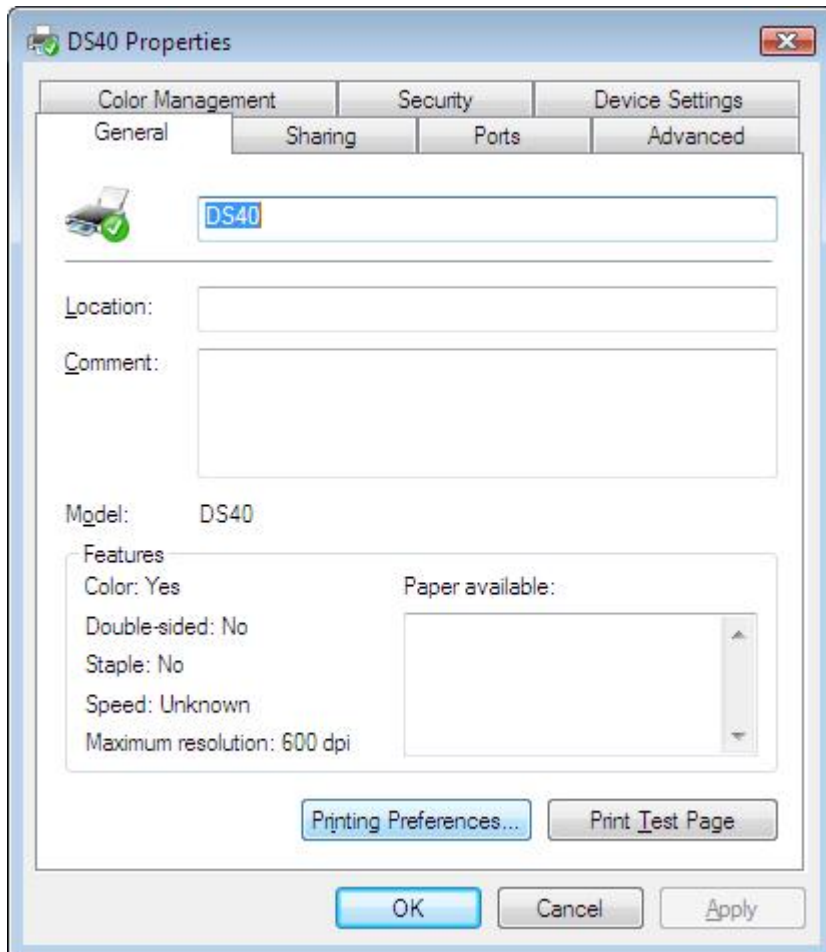 DS40 Properties
Color Management Security Device Settings
General Sharing Ports Advanced
DS40
Location:
Comment:
Model: DS40
Features
Color: Yes Paper available:
Double-sided: No
Staple: No
Speed: Unknown
Maximum resolution: 600 dpi
Printing Preferences... Print Test Page
OK Cancel Apply